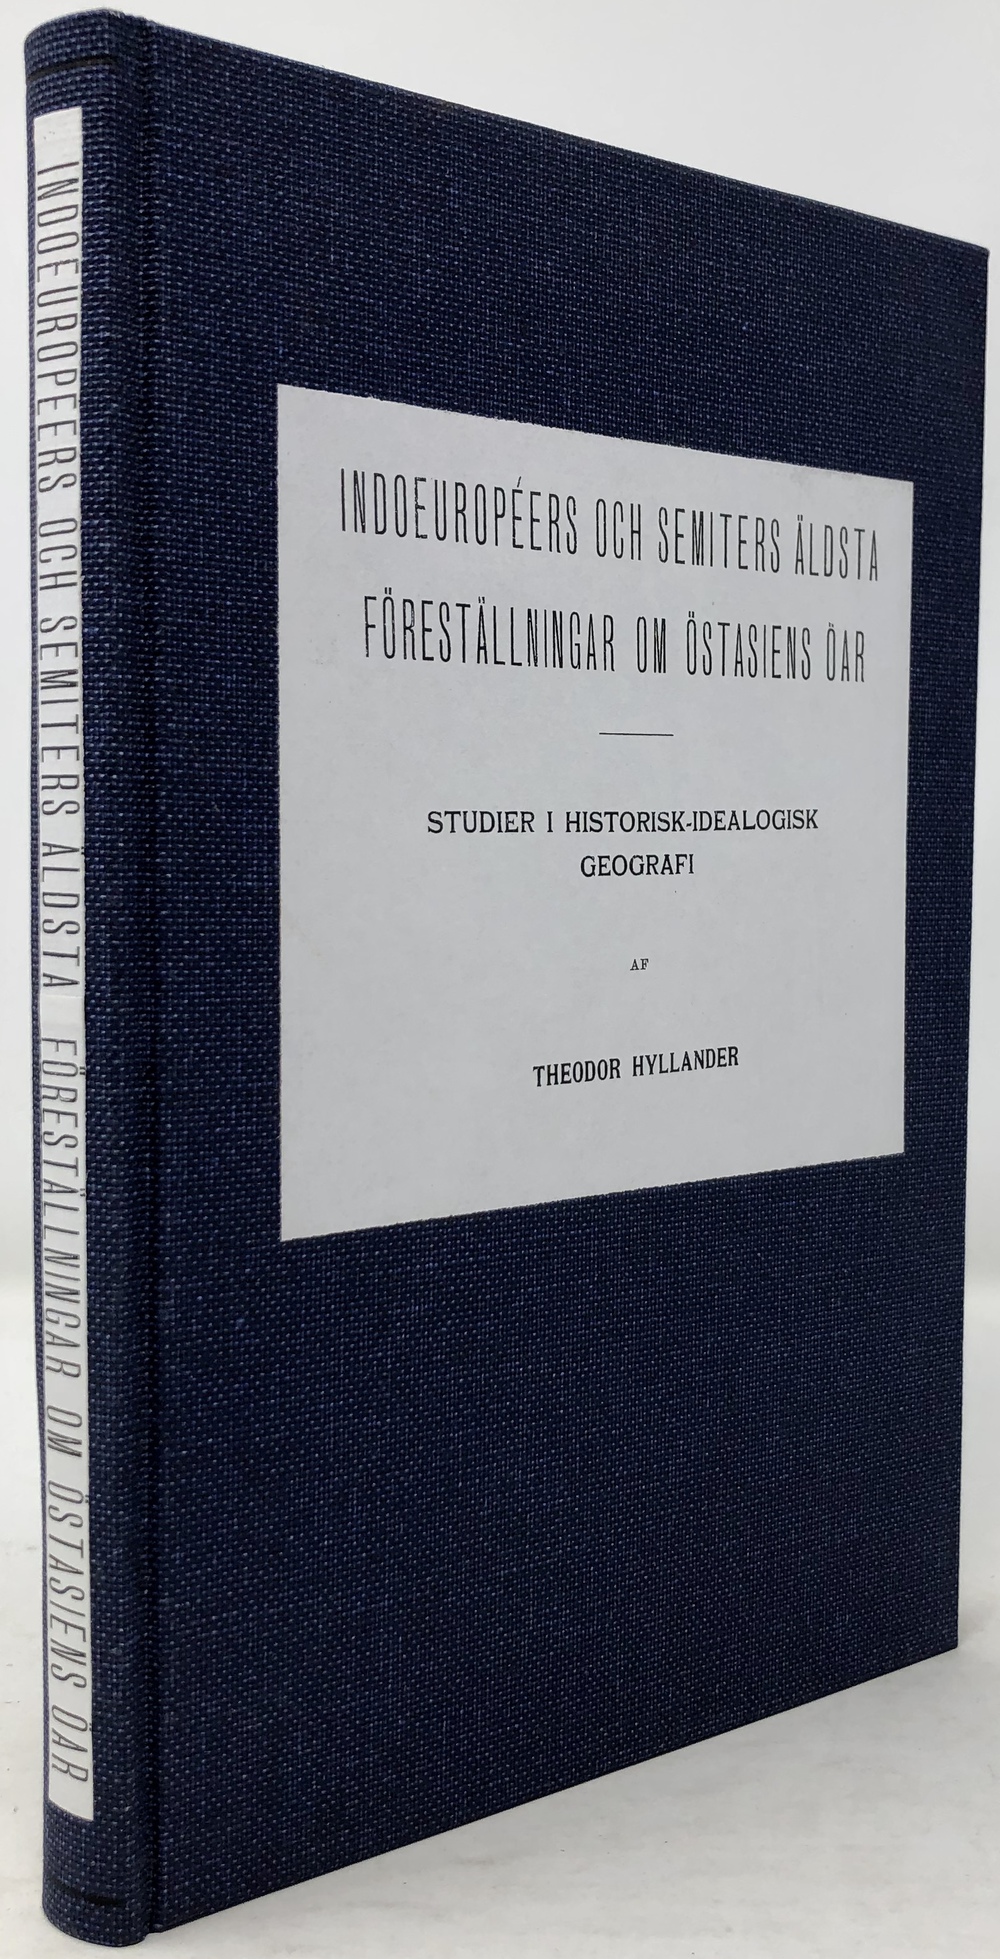 INDOEUROPEERS OCH SEMITERS ÄLDSTA FÖRESTÄLLNINGAR OM ÖSTASIENS ÖAR
INDOEUROPÉERS OCH SEMITERS ÄLDSTA
FÖRESTÄLLNINGAR OM ÖSTASIENS ÖAR
STUDIER I HISTORISK-IDEALOGISK
GEOGRAFI
AF
THEODOR HYLLANDER